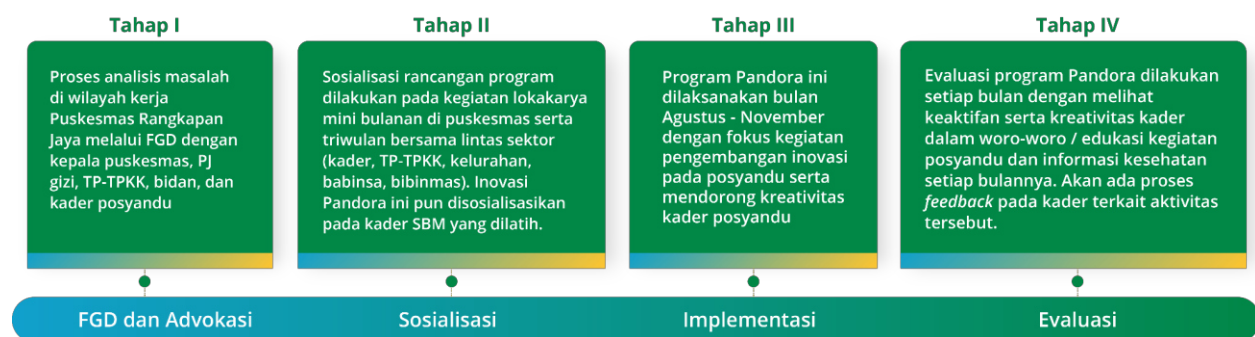 Tahap I
Proses analisis masalah
di wilayah kerja
Puskesmas Rangkapan
Jaya melalui FGD dengan
kepala puskesmas, PJ
gizi, TP-TPKK, bidan, dan
kader posyandu
FGD dan Advokasi
Tahap II
Sosialisasi rancangan program
dilakukan pada kegiatan lokakarya
mini bulanan di puskesmas serta
triwulan bersama lintas sektor
(kader, TP-TPKK, kelurahan,
babinsa, bibinmas). Inovasi
Pandora ini pun disosialisasikan
pada kader SBM yang dilatih.
Sosialisasi
Tahap III
Program Pandora ini
dilaksanakan bulan
Agustus - November
dengan fokus kegiatan
pengembangan inovasi
pada posyandu serta
mendorong kreativitas
kader posyandu
Implementasi
Tahap IV
Evaluasi program Pandora dilakukan
setiap bulan dengan melihat
keaktifan serta kreativitas kader
dalam woro-woro / edukasi kegiatan
posyandu dan informasi kesehatan
setiap bulannya. Akan ada proses
feedback pada kader terkait aktivitas
tersebut.
Evaluasi